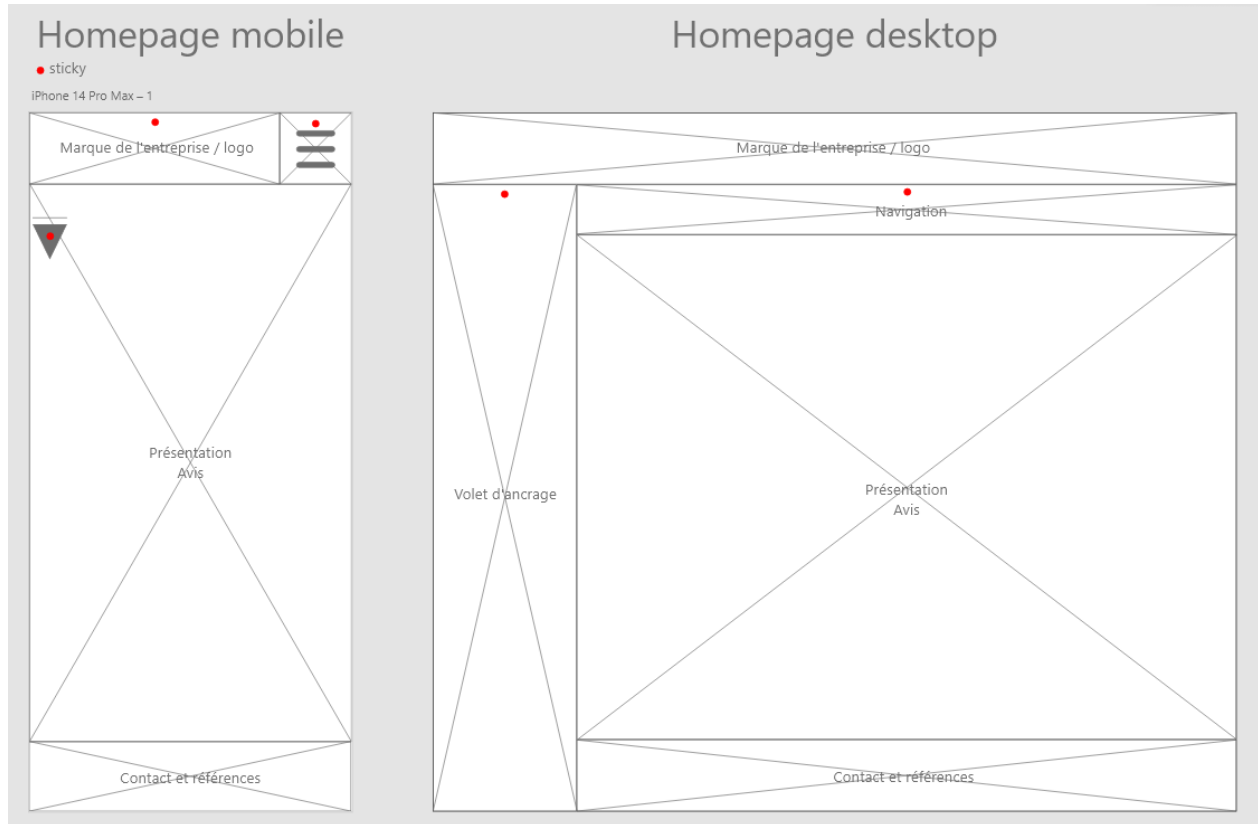 Homepage mobile
sticky
iPhone 14 Pro Max – 1
Marque de l'entreprise / logo
Présentation
Avis
Contact et références
Homepage desktop
Marque de l'entreprise / logo
Navigation
Volet d'ancrage
Présentation
Avis
Contact et références